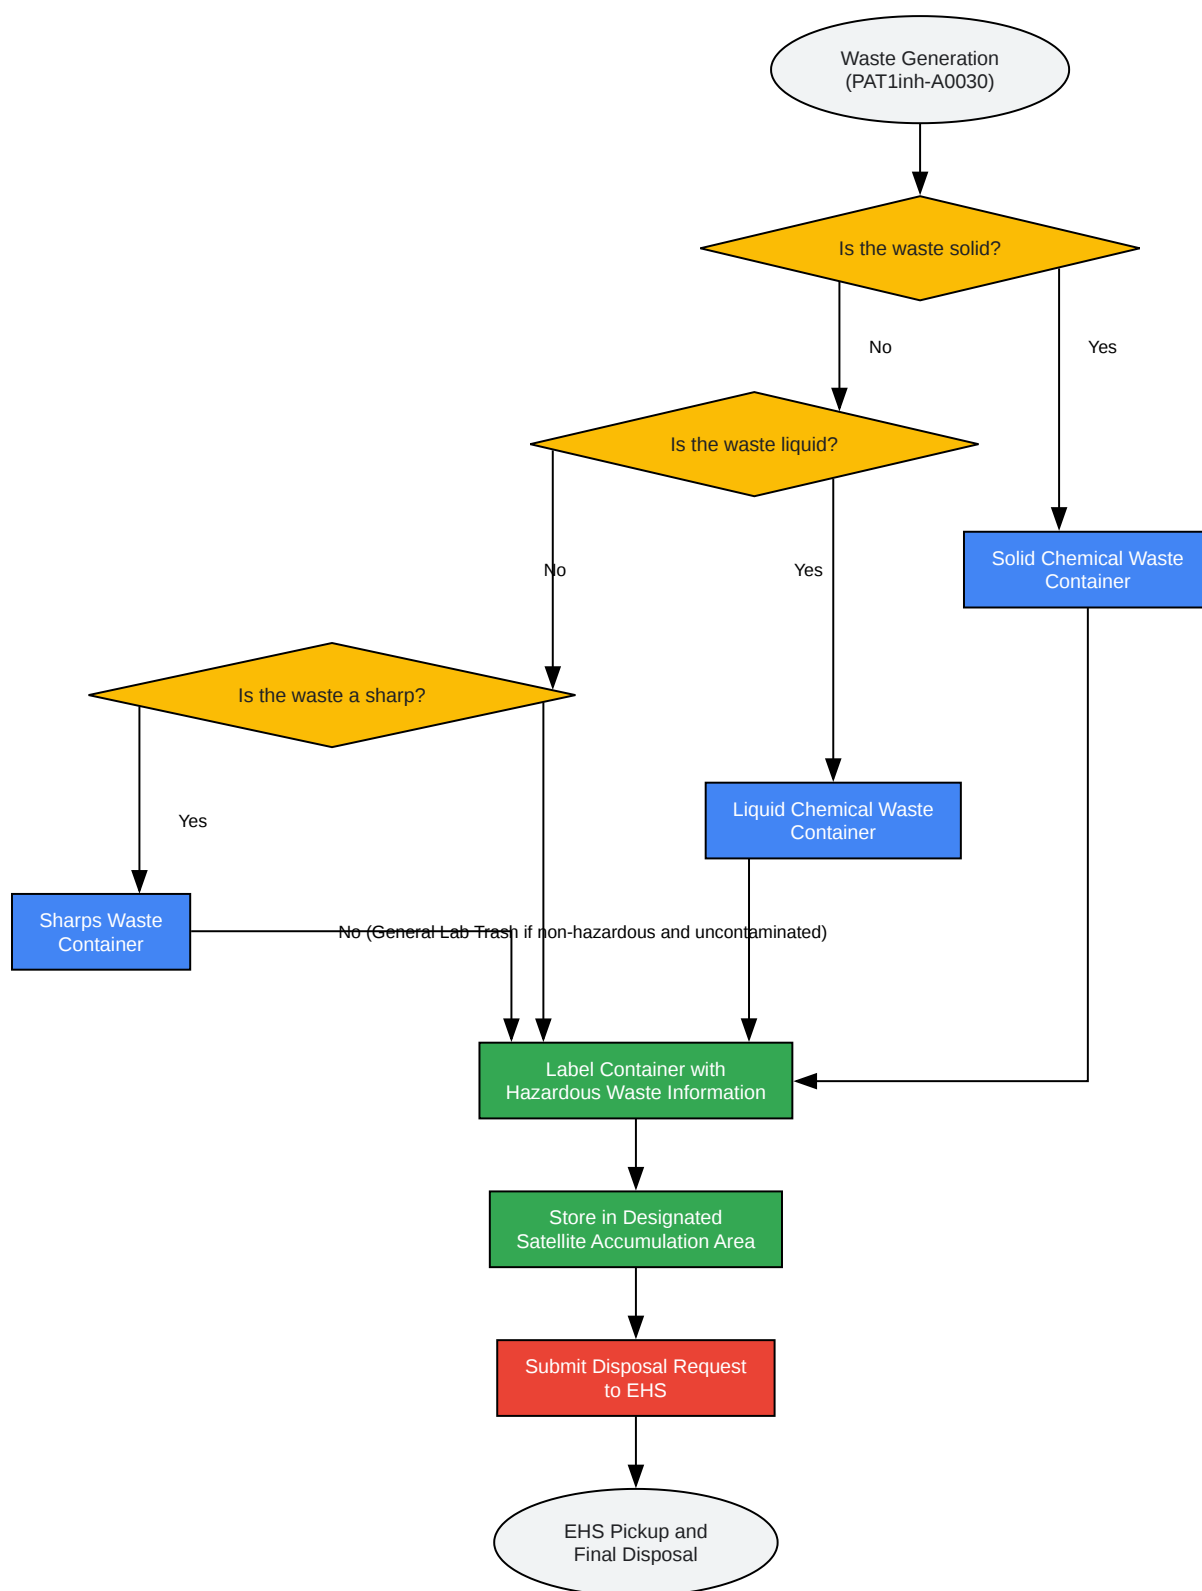 Waste Generation
(PAT1inh-A0030)
Is the waste solid?
No
Yes
Is the waste liquid?
Solid Chemical Waste
Container
No
Yes
Is the waste a sharp?
Liquid Chemical Waste
Container
Yes
Sharps Waste
Container
No (General Lab Trash if non-hazardous and uncontaminated)
Label Container with
Hazardous Waste Information
Store in Designated
Satellite Accumulation Area
Submit Disposal Request
to EHS
EHS Pickup and
Final Disposal